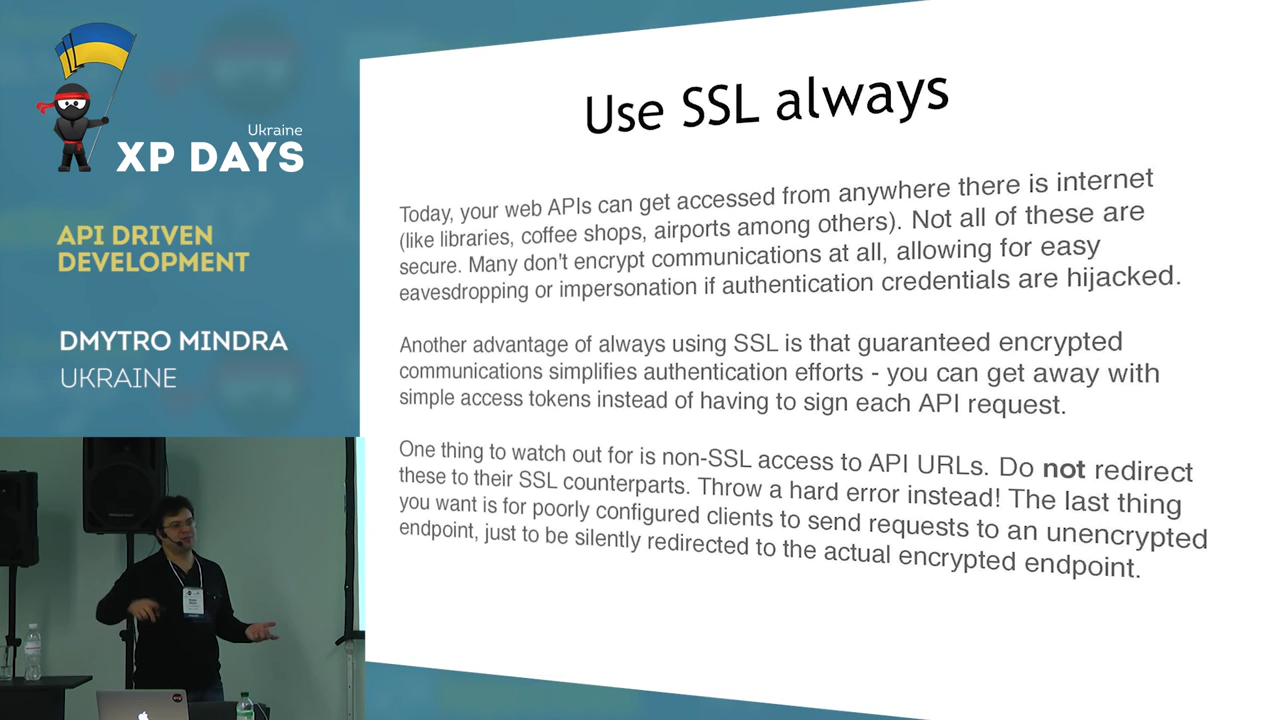 Ukraine
XP DAYS
API DRIVEN
DEVELOPMENT
DMYTRO MINDRA
UKRAINE
Use SSL always
Today, your web APIs can get accessed from anywhere there is internet
(like libraries, coffee shops, airports among others). Not all of these are
secure. Many don't encrypt communications at all, allowing for easy
eavesdropping or impersonation if authentication credentials are hijacked.
Another advantage of always using SSL is that guaranteed encrypted
communications simplifies authentication efforts - you can get away with
simple access tokens instead of having to sign each API request.
One thing to watch out for is non-SSL access to API URLs. Do not redirect
these to their SSL counterparts. Throw a hard error instead! The last thing
you want is for poorly configured clients to send requests to an unencrypted
endpoint, just to be silently redirected to the actual encrypted endpoint.